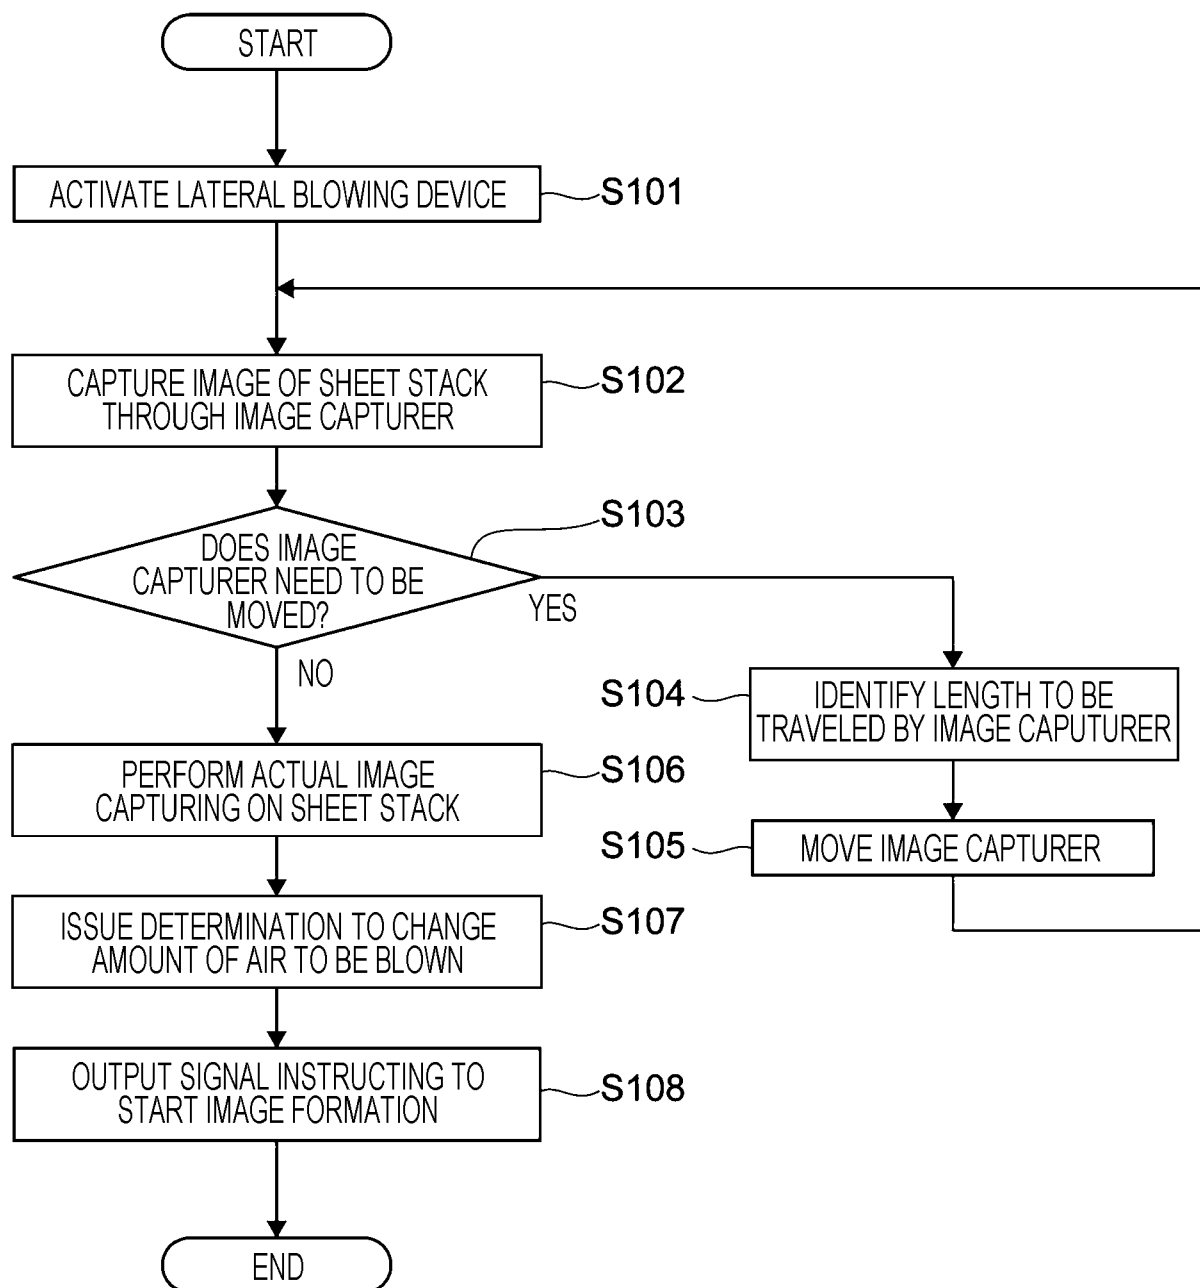 START
ACTIVATE LATERAL BLOWING DEVICE
S101
CAPTURE IMAGE OF SHEET STACK
THROUGH IMAGE CAPTURER
S102
DOES IMAGE
CAPTURER NEED TO BE
MOVED?
S103
YES
NO
S104
IDENTIFY LENGTH TO BE
TRAVELED BY IMAGE CAPUTURER
S105
MOVE IMAGE CAPTURER
PERFORM ACTUAL IMAGE
CAPTURING ON SHEET STACK
S106
ISSUE DETERMINATION TO CHANGE
AMOUNT OF AIR TO BE BLOWN
S107
OUTPUT SIGNAL INSTRUCTING TO
START IMAGE FORMATION
S108
END